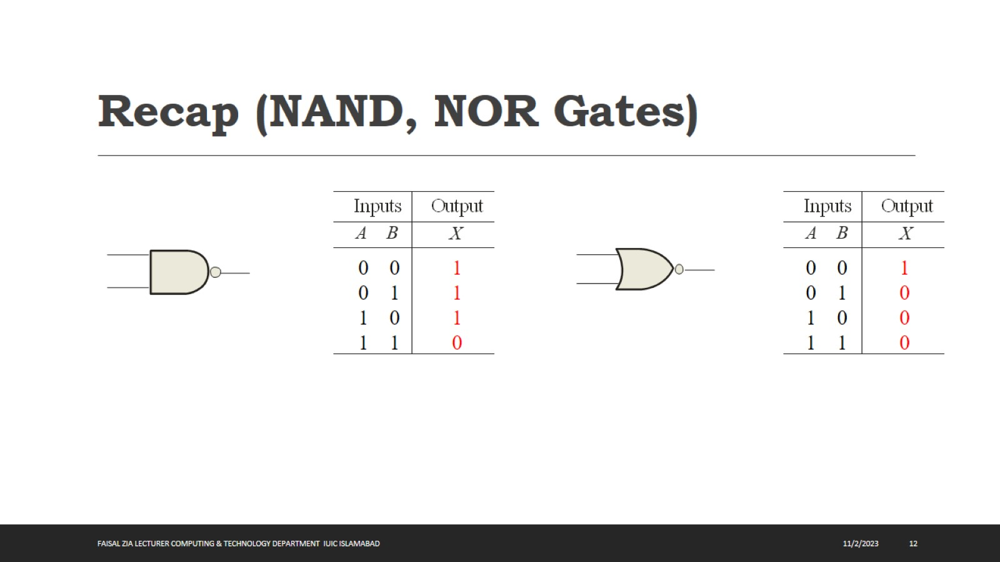 Recap (NAND, NOR Gates)
Inputs Output
A B X
0 0 1
0 1 1
1 0 1
1 1 0
Inputs Output
A B X
0 0 1
0 1 0
1 0 0
1 1 0
FAISAL ZIA LECTURER COMPUTING & TECHNOLOGY DEPARTMENT IUIC ISLAMABAD
11/2/2023
12